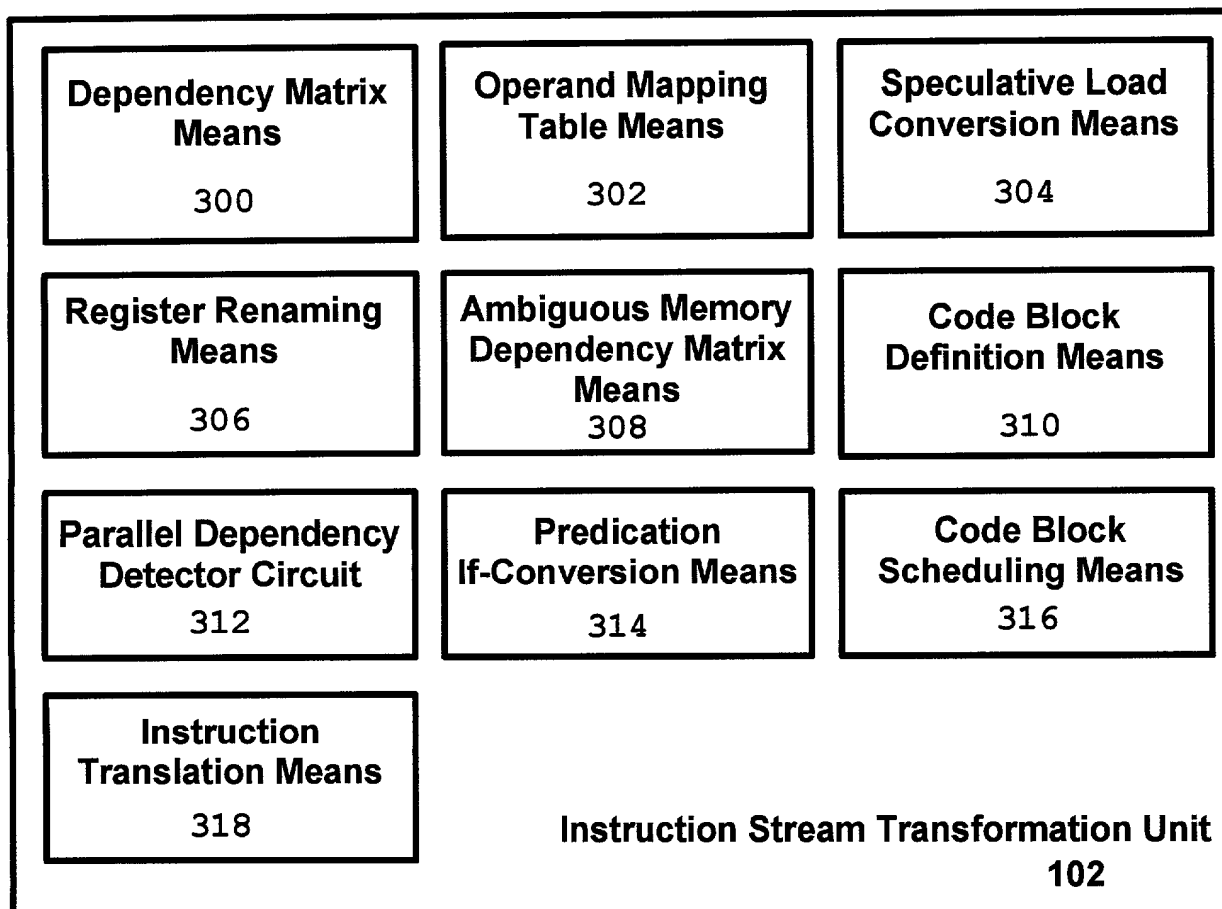 Dependency Matrix
Means
300
Operand Mapping
Table Means
302
Speculative Load
Conversion Means
304
Register Renaming
Means
306
Ambiguous Memory
Dependency Matrix
Means
308
Code Block
Definition Means
310
Parallel Dependency
Detector Circuit
312
Predication
If-Conversion Means
314
Code Block
Scheduling Means
316
Instruction
Translation Means
318
Instruction Stream Transformation Unit
102